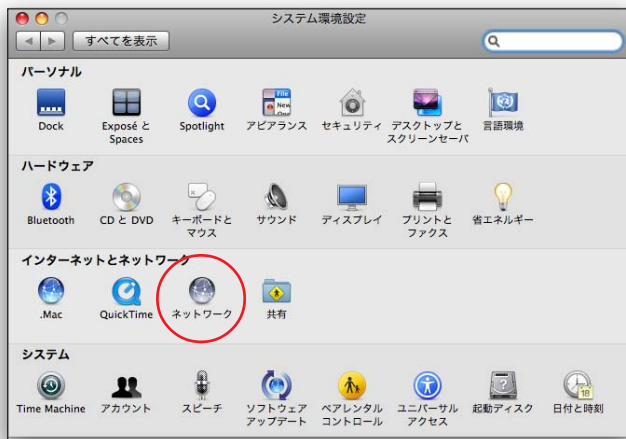 システム環境設定
すべてを表示
パーソナル
Dock
Exposé と
Spaces
Spotlight
アピアランス
セキュリティ
デスクトップと
スクリーンセーバ
言語環境
ハードウェア
Bluetooth
CD と DVD
キーボードと
マウス
サウンド
ディスプレイ
プリントと
ファクス
省エネルギー
インターネットとネットワーク
.Mac
QuickTime
ネットワーク
共有
システム
Time Machine
アカウント
スピーチ
ソフトウェア
アップデート
ペアレンタル
コントロール
ユニバーサル
アクセス
起動ディスク
日付と時刻
File
New
18